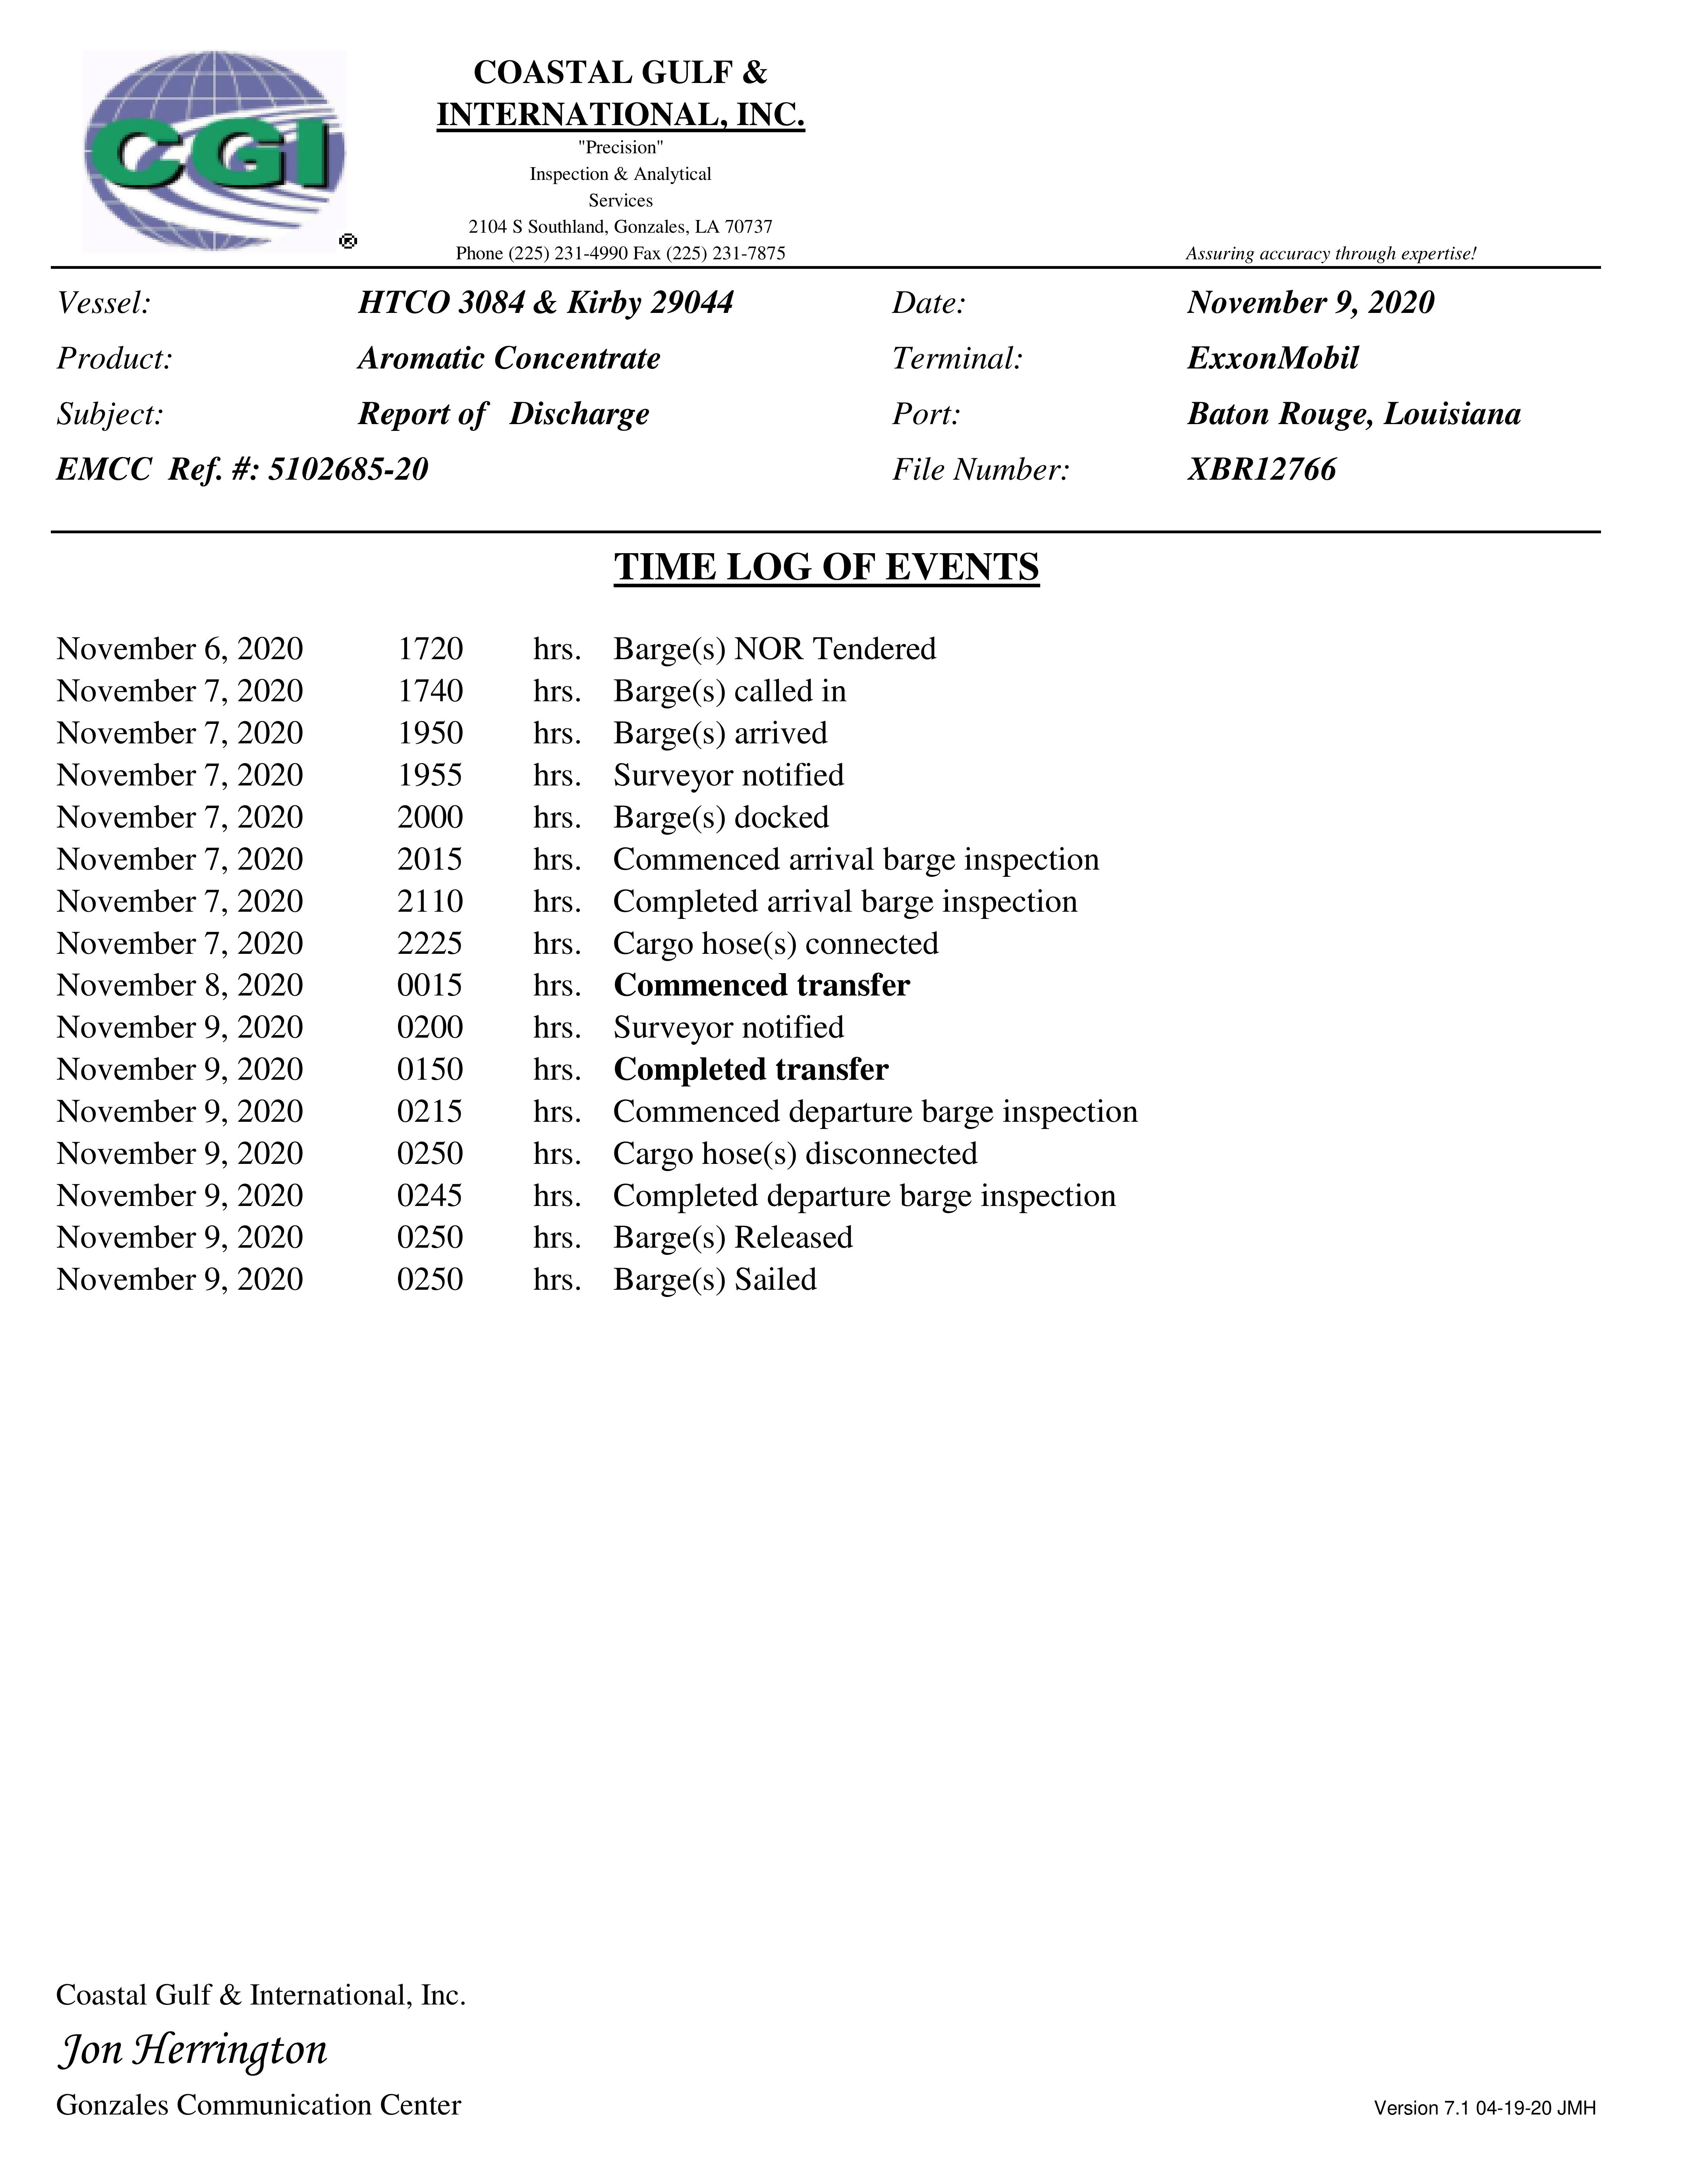 CGI
®
COASTAL GULF &
INTERNATIONAL, INC.
"Precision"
Inspection & Analytical
Services
2104 S Southland, Gonzales, LA 70737
Phone (225) 231-4990 Fax (225) 231-7875
Assuring accuracy through expertise!
Vessel: HTCO 3084 & Kirby 29044 Date: November 9, 2020
Product: Aromatic Concentrate Terminal: ExxonMobil
Subject: Report of Discharge Port: Baton Rouge, Louisiana
EMCC Ref. #: 5102685-20 File Number: XBR12766
TIME LOG OF EVENTS
November 6, 2020 1720 hrs. Barge(s) NOR Tendered
November 7, 2020 1740 hrs. Barge(s) called in
November 7, 2020 1950 hrs. Barge(s) arrived
November 7, 2020 1955 hrs. Surveyor notified
November 7, 2020 2000 hrs. Barge(s) docked
November 7, 2020 2015 hrs. Commenced arrival barge inspection
November 7, 2020 2110 hrs. Completed arrival barge inspection
November 7, 2020 2225 hrs. Cargo hose(s) connected
November 8, 2020 0015 hrs. Commenced transfer
November 9, 2020 0200 hrs. Surveyor notified
November 9, 2020 0150 hrs. Completed transfer
November 9, 2020 0215 hrs. Commenced departure barge inspection
November 9, 2020 0250 hrs. Cargo hose(s) disconnected
November 9, 2020 0245 hrs. Completed departure barge inspection
November 9, 2020 0250 hrs. Barge(s) Released
November 9, 2020 0250 hrs. Barge(s) Sailed
Coastal Gulf & International, Inc.
Jon Herrington
Gonzales Communication Center
Version 7.1 04-19-20 JMH